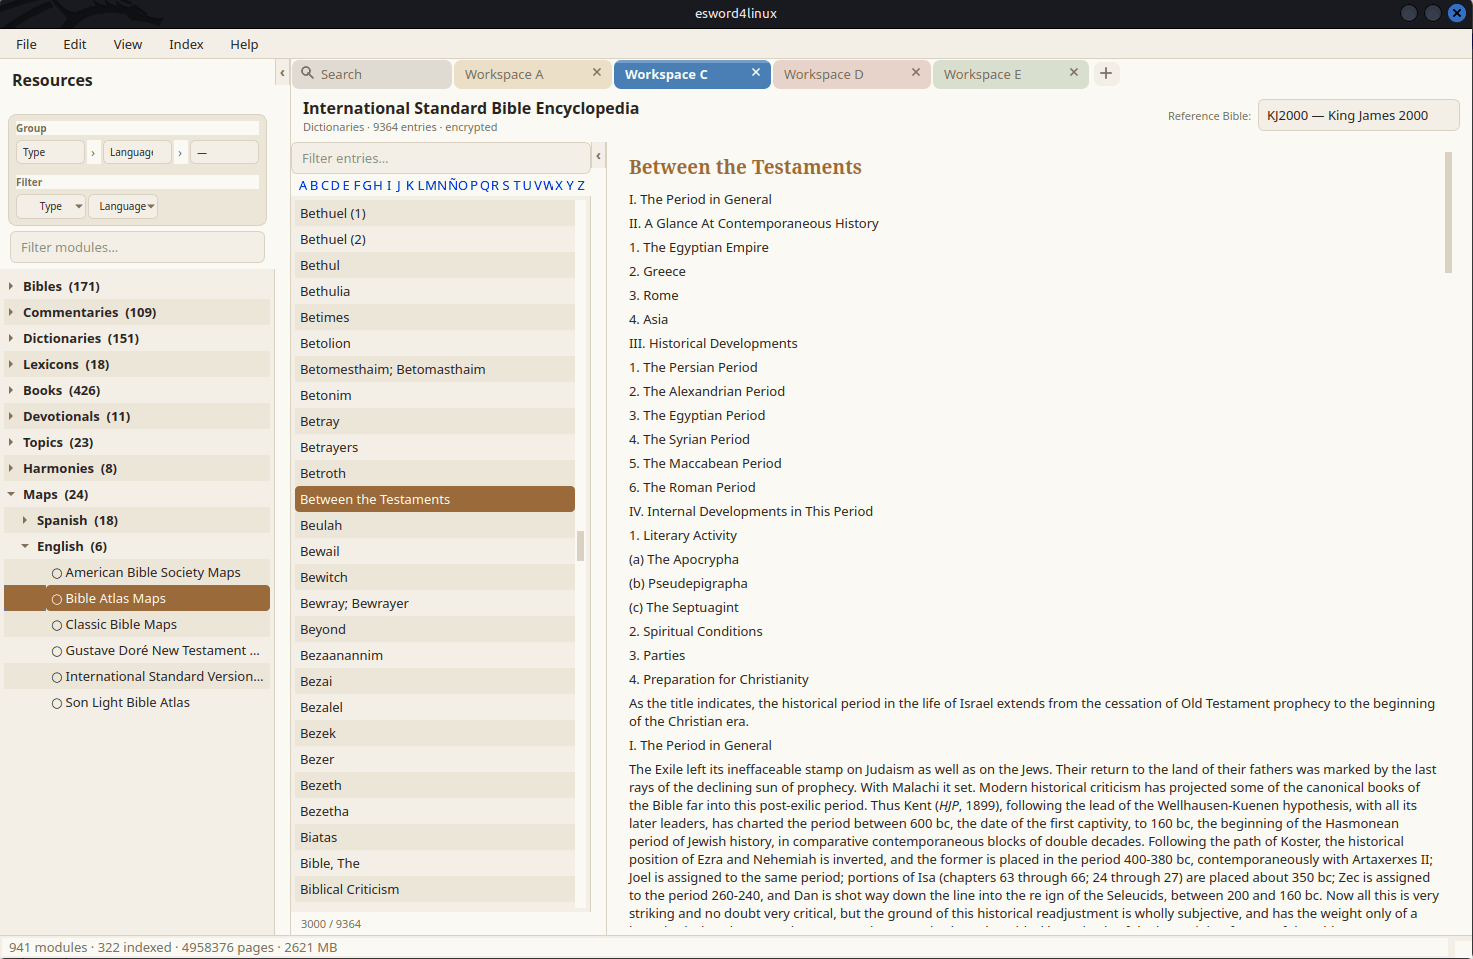 esword4linux
File Edit View Index Help
Resources
Group
Type › Language › —
Filter
Type Language
Filter modules...
Bibles (171)
Commentaries (109)
Dictionaries (151)
Lexicons (18)
Books (426)
Devotionals (11)
Topics (23)
Harmonies (8)
Maps (24)
Spanish (18)
English (6)
American Bible Society Maps
Bible Atlas Maps
Classic Bible Maps
Gustave Doré New Testament ...
International Standard Version...
Son Light Bible Atlas
Search
Workspace A
Workspace C
Workspace D
Workspace E
International Standard Bible Encyclopedia
Dictionaries · 9364 entries · encrypted
Reference Bible: KJ2000 — King James 2000
Filter entries...
A B C D E F G H I J K L M N Ñ O P Q R S T U V W X Y Z
Bethuel (1)
Bethuel (2)
Bethul
Bethulia
Betimes
Betolion
Betomesthaim; Betomasthaim
Betonim
Betray
Betrayers
Betroth
Between the Testaments
Beulah
Bewail
Bewitch
Bewray; Bewrayer
Beyond
Bezaanannim
Bezai
Bezalel
Bezek
Bezer
Bezeth
Bezetha
Biatas
Bible, The
Biblical Criticism
3000 / 9364
Between the Testaments
I. The Period in General
II. A Glance At Contemporaneous History
1. The Egyptian Empire
2. Greece
3. Rome
4. Asia
III. Historical Developments
1. The Persian Period
2. The Alexandrian Period
3. The Egyptian Period
4. The Syrian Period
5. The Maccabean Period
6. The Roman Period
IV. Internal Developments in This Period
1. Literary Activity
(a) The Apocrypha
(b) Pseudepigrapha
(c) The Septuagint
2. Spiritual Conditions
3. Parties
4. Preparation for Christianity
As the title indicates, the historical period in the life of Israel extends from the cessation of Old Testament prophecy to the beginning
of the Christian era.
I. The Period in General
The Exile left its ineffaceable stamp on Judaism as well as on the Jews. Their return to the land of their fathers was marked by the last
rays of the declining sun of prophecy. With Malachi it set. Modern historical criticism has projected some of the canonical books of
the Bible far into this post-exilic period. Thus Kent (HJP, 1899), following the lead of the Wellhausen-Kuenen hypothesis, with all its
later leaders, has charted the period between 600 bc, the date of the first captivity, to 160 bc, the beginning of the Hasmonean
period of Jewish history, in comparative contemporaneous blocks of double decades. Following the path of Koster, the historical
position of Ezra and Nehemiah is inverted, and the former is placed in the period 400-380 bc, contemporaneously with Artaxerxes II;
Joel is assigned to the same period; portions of Isa (chapters 63 through 66; 24 through 27) are placed about 350 bc; Zec is assigned
to the period 260-240, and Dan is shot way down the line into the re ign of the Seleucids, between 200 and 160 bc. Now all this is very
striking and no doubt very critical, but the ground of this historical readjustment is wholly subjective, and has the weight only of a
941 modules · 322 indexed · 4958376 pages · 2621 MB